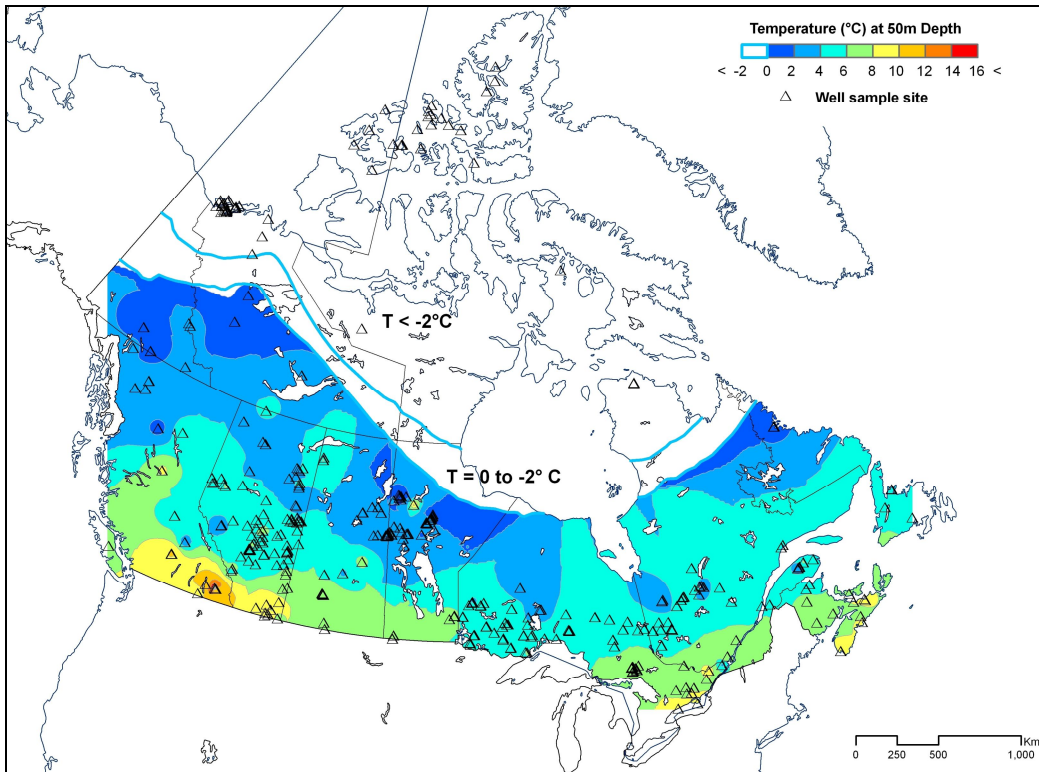 Temperature (°C) at 50m Depth
< -2 0 2 4 6 8 10 12 14 16 <
Well sample site
T < -2°C
T = 0 to -2° C
Km
0 250 500 1,000